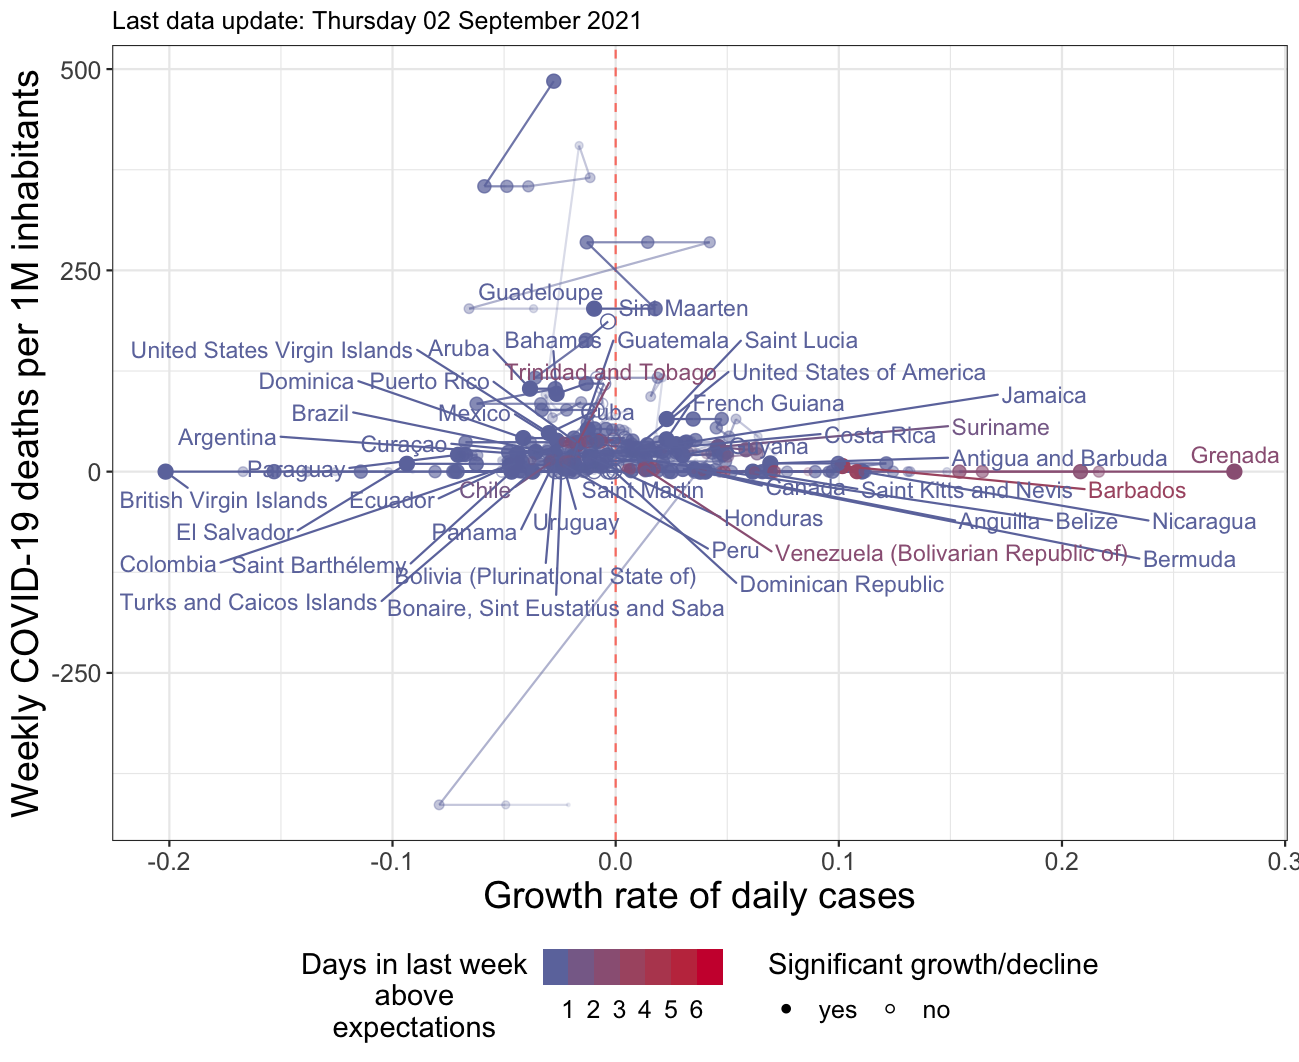 Last data update: Thursday 02 September 2021
Weekly COVID-19 deaths per 1M inhabitants
500
250
0
-250
Guadeloupe
Sint Maarten
United States Virgin Islands
Aruba
Bahamas
Guatemala
Saint Lucia
Dominica
Puerto Rico
Trinidad and Tobago
United States of America
Brazil
Mexico
Cuba
French Guiana
Jamaica
Argentina
Curaçao
Guyana
Costa Rica
Suriname
Paraguay
Antigua and Barbuda
Grenada
British Virgin Islands
Ecuador
Chile
Saint Martin
Canada
Saint Kitts and Nevis
Barbados
El Salvador
Panama
Uruguay
Honduras
Anguilla
Belize
Nicaragua
Colombia
Saint Barthélemy
Bolivia (Plurinational State of)
Peru
Venezuela (Bolivarian Republic of)
Bermuda
Turks and Caicos Islands
Bonaire, Sint Eustatius and Saba
Dominican Republic
-0.2
-0.1
0.0
0.1
0.2
0.3
Growth rate of daily cases
Days in last week
above
expectations
1 2 3 4 5 6
Significant growth/decline
yes
no